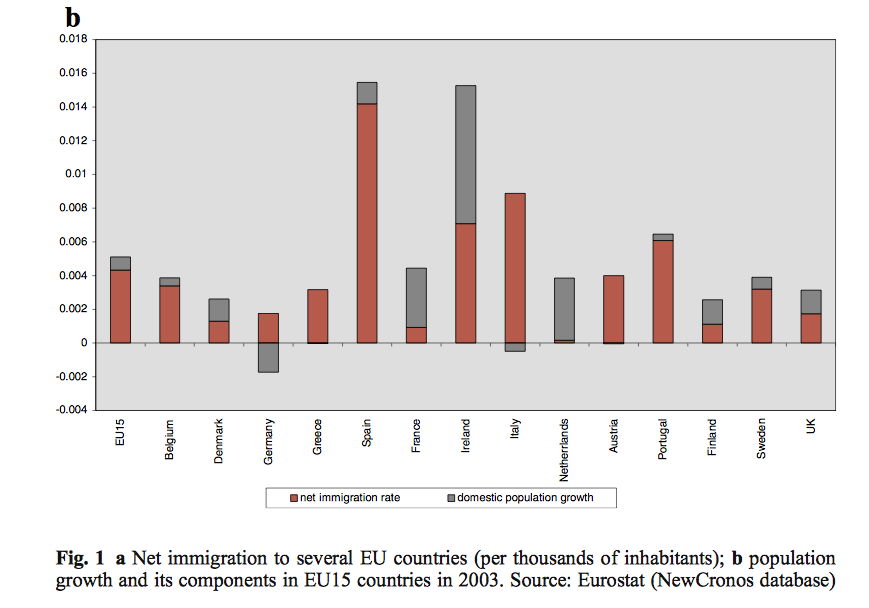 b
0.018
0.016
0.014
0.012
0.01
0.008
0.006
0.004
0.002
0
-0.002
-0.004
EU15
Belgium
Denmark
Germany
Greece
Spain
France
Ireland
Italy
Netherrlands
Austria
Portugal
Finland
Sweden
UK
net immigration rate
domestic population growth
Fig. 1 a Net immigration to several EU countries (per thousands of inhabitants); b population
growth and its components in EU15 countries in 2003. Source: Eurostat (NewCronos database)